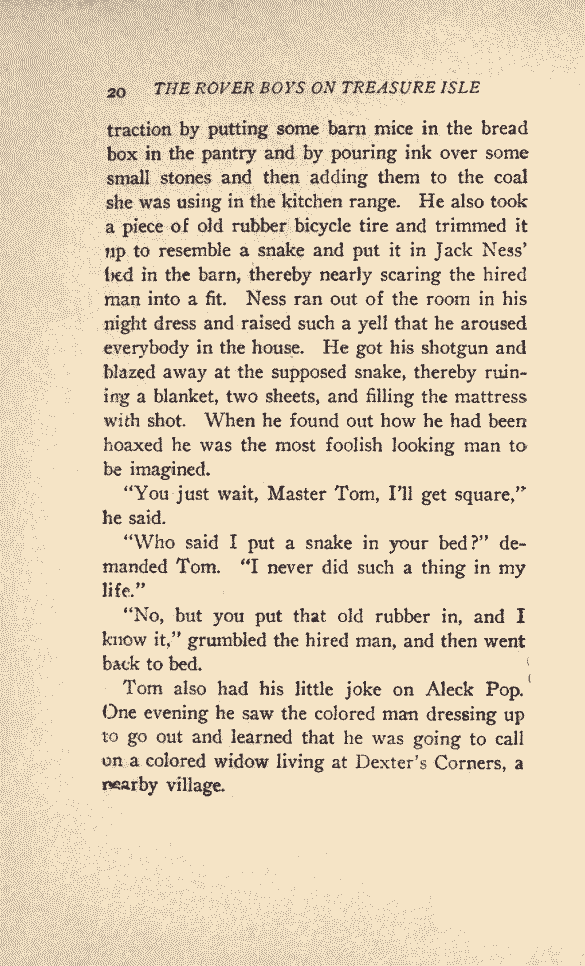 20 THE ROVER BOYS ON TREASURE ISLE
traction by putting some barn mice in the bread
box in the pantry and by pouring ink over some
small stones and then adding them to the coal
she was using in the kitchen range. He also took
a piece of old rubber bicycle tire and trimmed it
up to resemble a snake and put it in Jack Ness’
bed in the barn, thereby nearly scaring the hired
man into a fit. Ness ran out of the room in his
night dress and raised such a yell that he aroused
everybody in the house. He got his shotgun and
blazed away at the supposed snake, thereby ruin-
ing a blanket, two sheets, and filling the mattress
with shot. When he found out how he had been
hoaxed he was the most foolish looking man to
be imagined.
“You just wait, Master Tom, I’ll get square,”
he said.
“Who said I put a snake in your bed?” de-
manded Tom. “I never did such a thing in my
life.”
“No, but you put that old rubber in, and I
know it,” grumbled the hired man, and then went
back to bed.
Tom also had his little joke on Aleck Pop.
One evening he saw the colored man dressing up
to go out and learned that he was going to call
on a colored widow living at Dexter’s Corners, a
nearby village.